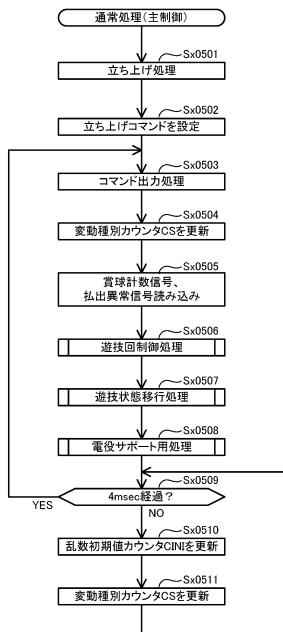 通常処理（主制御）
Sx0501
立ち上げ処理
Sx0502
立ち上げコマンドを設定
Sx0503
コマンド出力処理
Sx0504
変動種別カウンタCSを更新
Sx0505
賞球計数信号、
払出異常信号読み込み
Sx0506
遊技回制御処理
Sx0507
遊技状態移行処理
Sx0508
電役サポート用処理
Sx0509
4msec経過？
YES
NO
Sx0510
乱数初期値カウンタCINIを更新
Sx0511
変動種別カウンタCSを更新